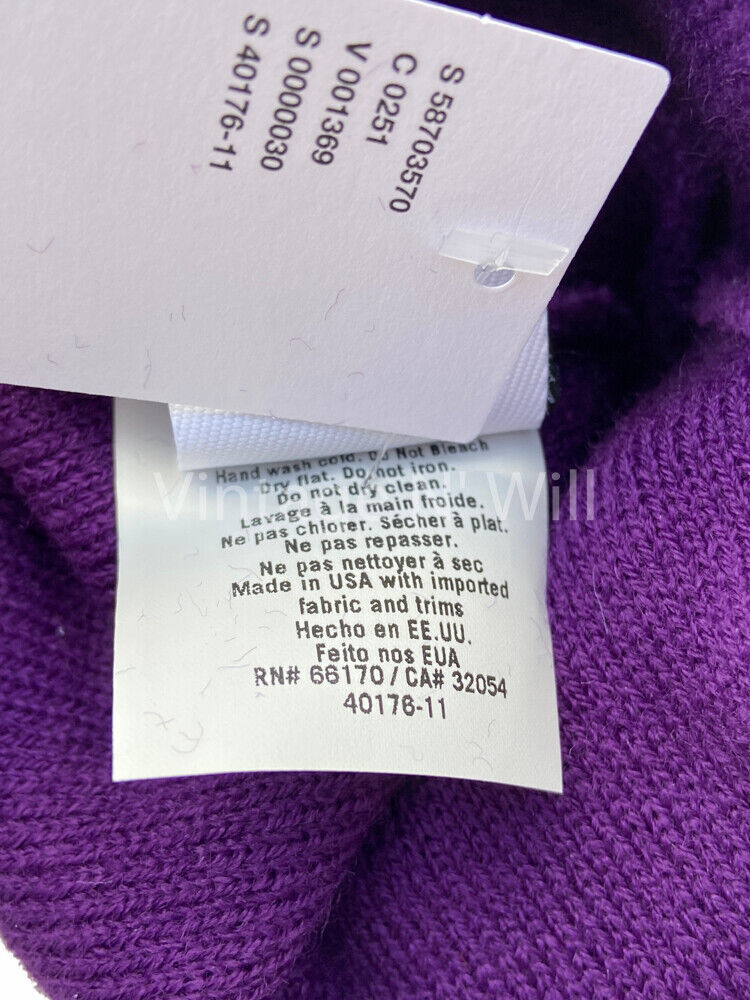 S 58703570
C 0251
V 001369
S 0000030
S 40176-11
Hand wash cold. Do Not Bleach
Dry flat. Do not iron.
Do not dry clean.
Lavage à la main froide.
Ne pas chlorer. Sécher à plat.
Ne pas repasser.
Ne pas nettoyer à sec
Made in USA with imported
fabric and trims
Hecho en EE.UU.
Feito nos EUA
RN# 66170 / CA# 32054
40176-11
Will